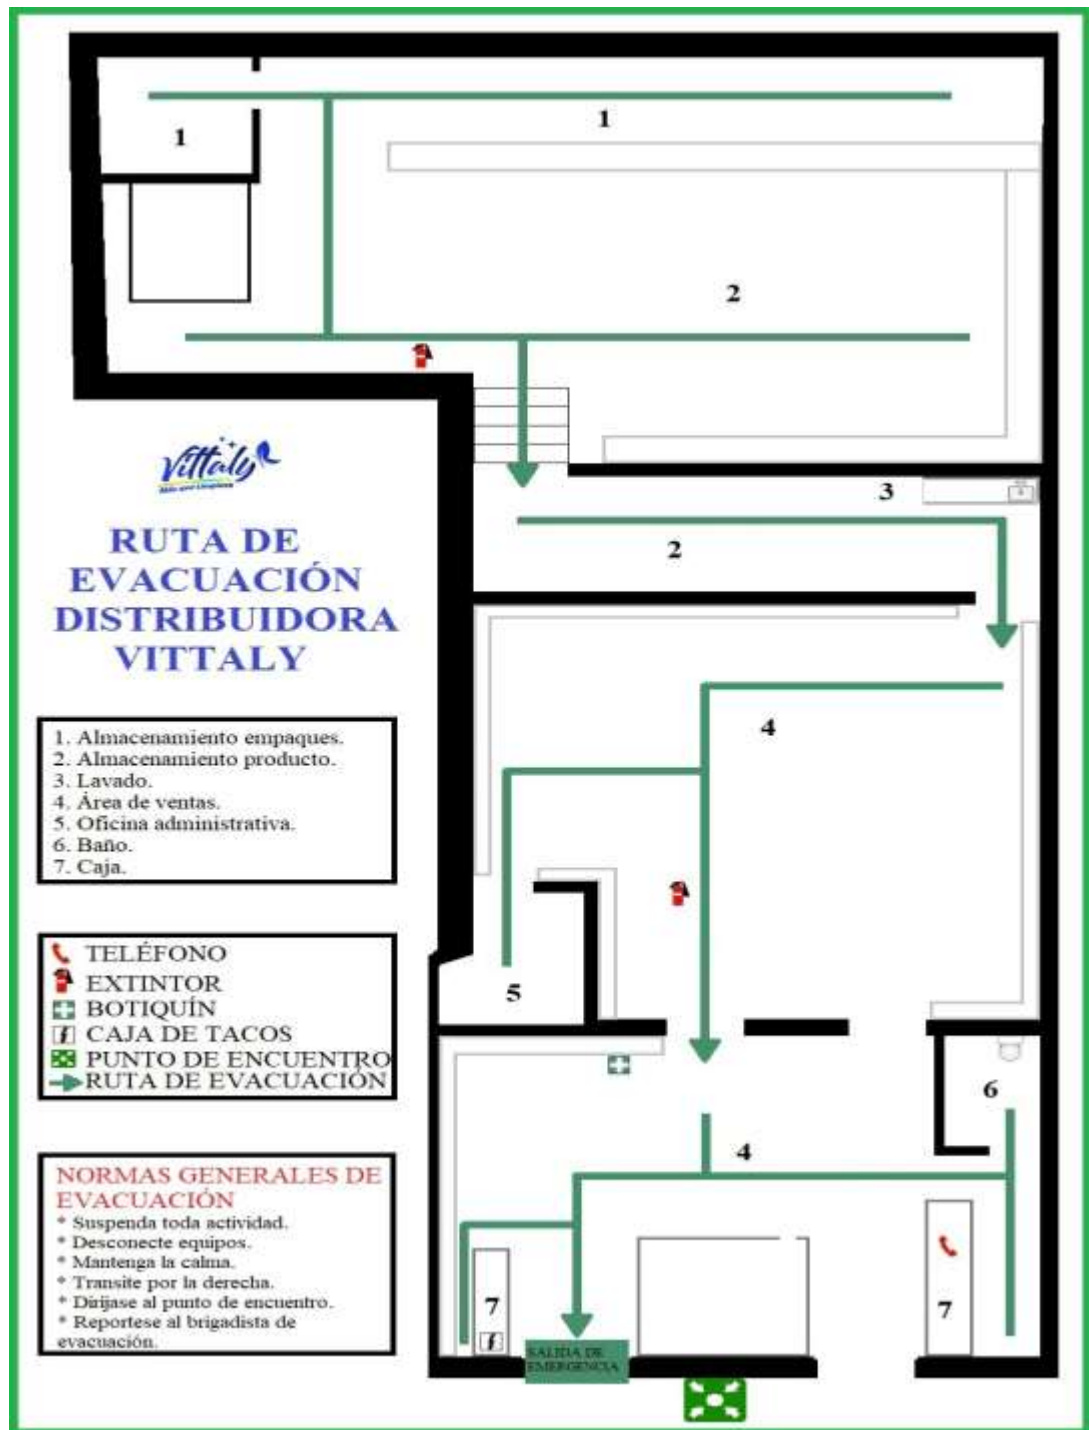 1
1
2
3
2
4
5
6
4
7
7
SALIDA DE
EMERGENCIA
Vittaly
RUTA DE
EVACUACIÓN
DISTRIBUIDORA
VITTALY
1. Almacenamiento empaques.
2. Almacenamiento producto.
3. Lavado.
4. Área de ventas.
5. Oficina administrativa.
6. Baño.
7. Caja.
TELÉFONO
EXTINTOR
BOTIQUÍN
CAJA DE TACOS
PUNTO DE ENCUENTRO
RUTA DE EVACUACIÓN
NORMAS GENERALES DE
EVACUACIÓN
* Suspenda toda actividad.
* Desconecte equipos.
* Mantenga la calma.
* Transite por la derecha.
* Dirijase al punto de encuentro.
* Reportese al brigadista de
evacuación.